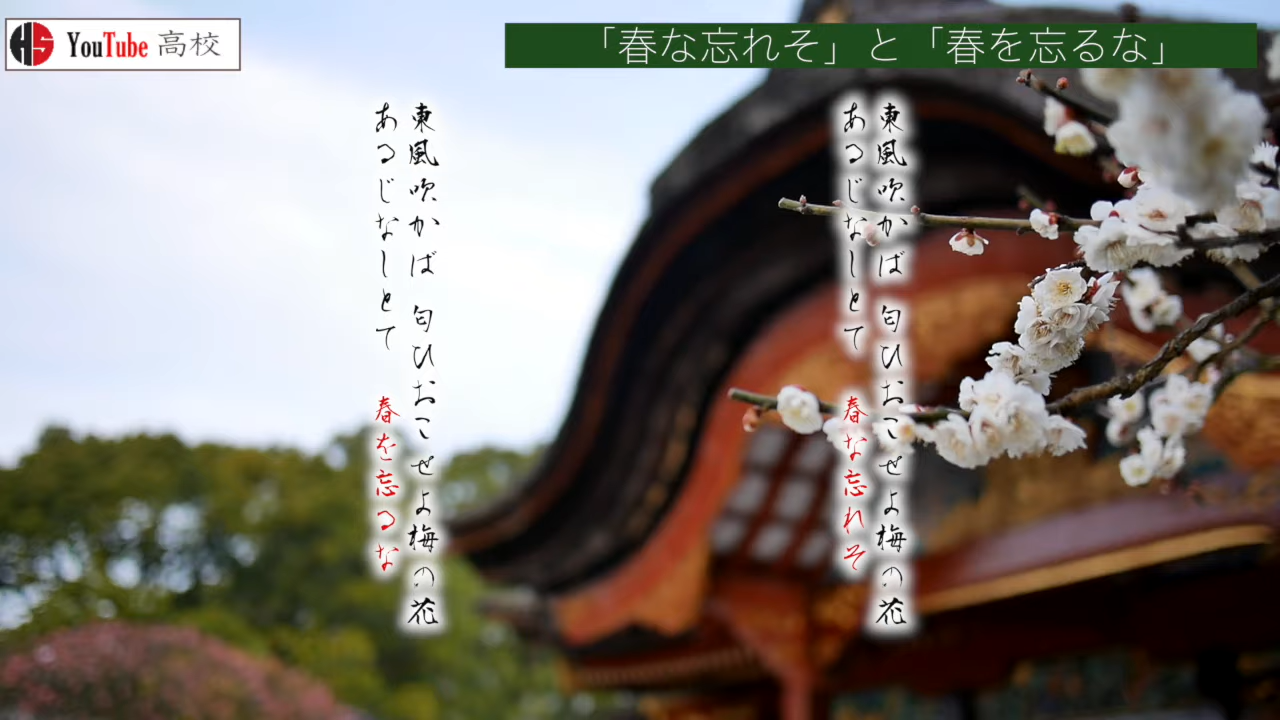 HS YouTube 高校
「春な忘れそ」と「春を忘るな」
東風吹かば 匂ひおこせよ梅の花
あるじなしとて 春な忘れそ
東風吹かば 匂ひおこせよ梅の花
あるじなしとて 春を忘るな